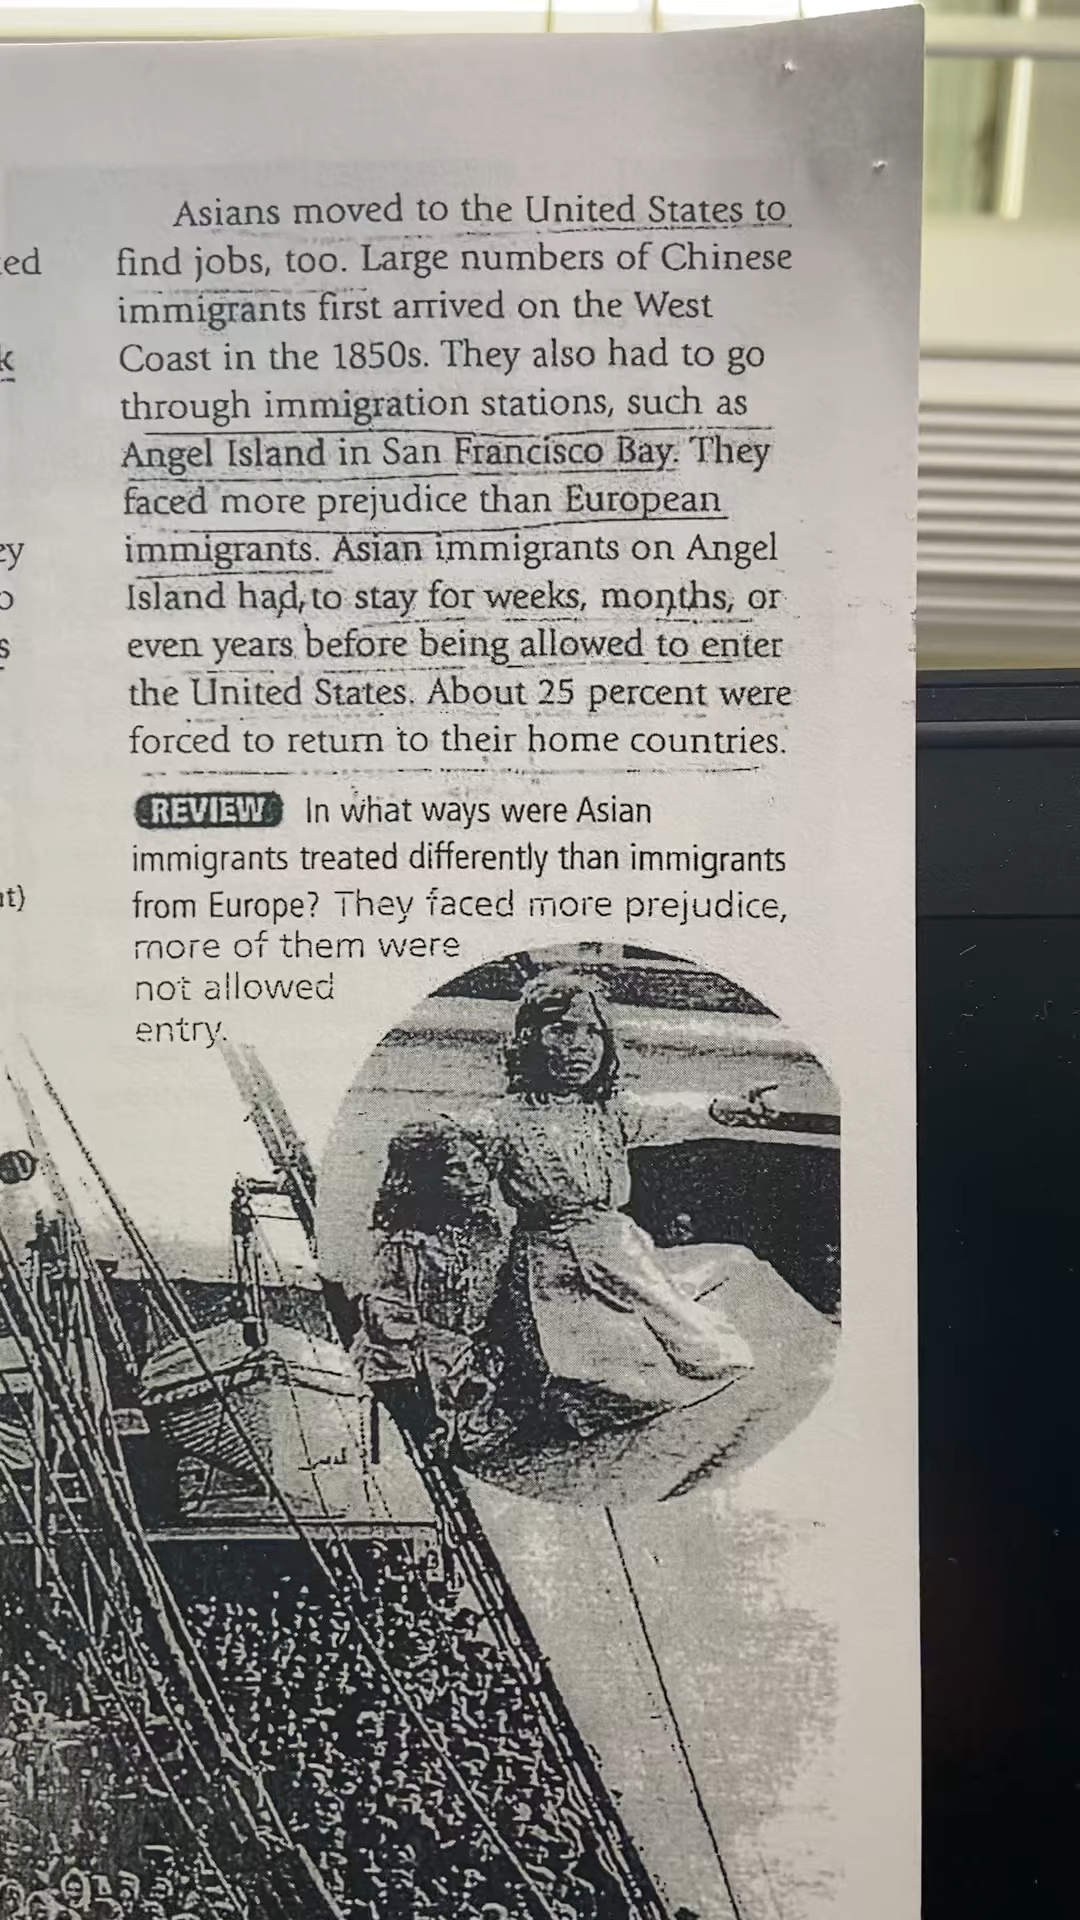 Asians moved to the United States to
find jobs, too. Large numbers of Chinese
immigrants first arrived on the West
Coast in the 1850s. They also had to go
through immigration stations, such as
Angel Island in San Francisco Bay. They
faced more prejudice than European
immigrants. Asian immigrants on Angel
Island had to stay for weeks, months, or
even years before being allowed to enter
the United States. About 25 percent were
forced to return to their home countries.
REVIEW In what ways were Asian
immigrants treated differently than immigrants
from Europe? They faced more prejudice,
more of them were
not allowed
entry.